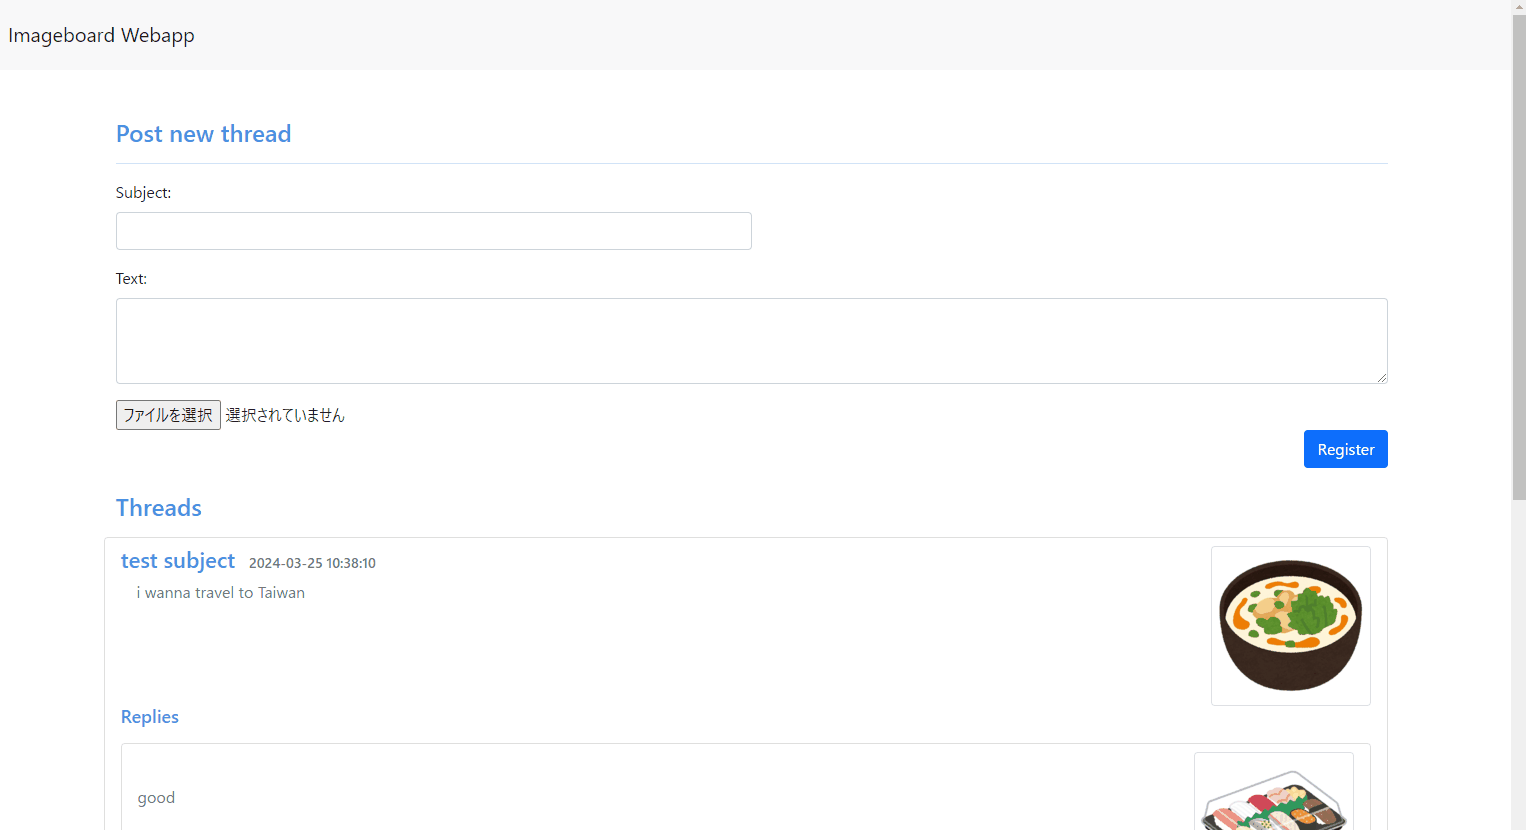 Imageboard Webapp
Post new thread
Subject:
Text:
ファイルを選択 選択されていません
Register
Threads
test subject 2024-03-25 10:38:10
i wanna travel to Taiwan
Replies
good